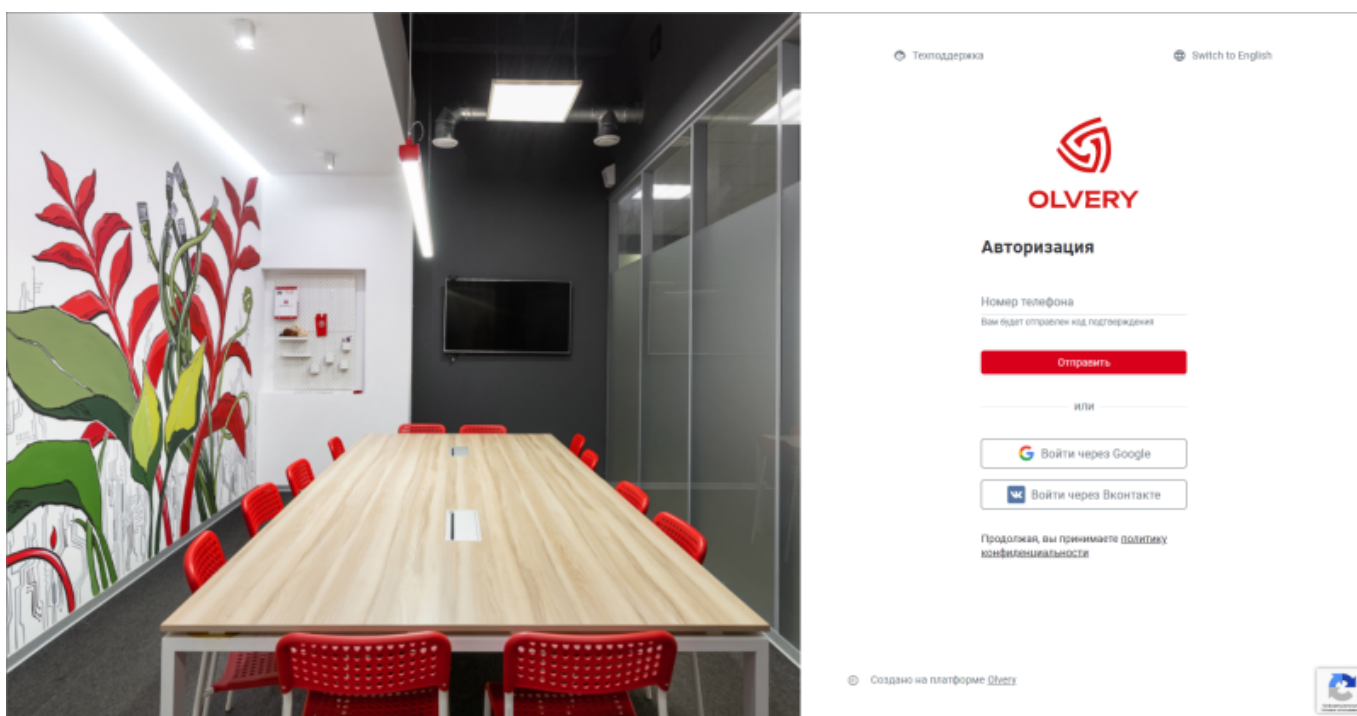 Техподдержка
Switch to English
OLVERY
Авторизация
Номер телефона
Вам будет отправлен код подтверждения
Отправить
или
Войти через Google
Войти через Вконтакте
Продолжая, вы принимаете политику
конфиденциальности
Создано на платформе Olvery